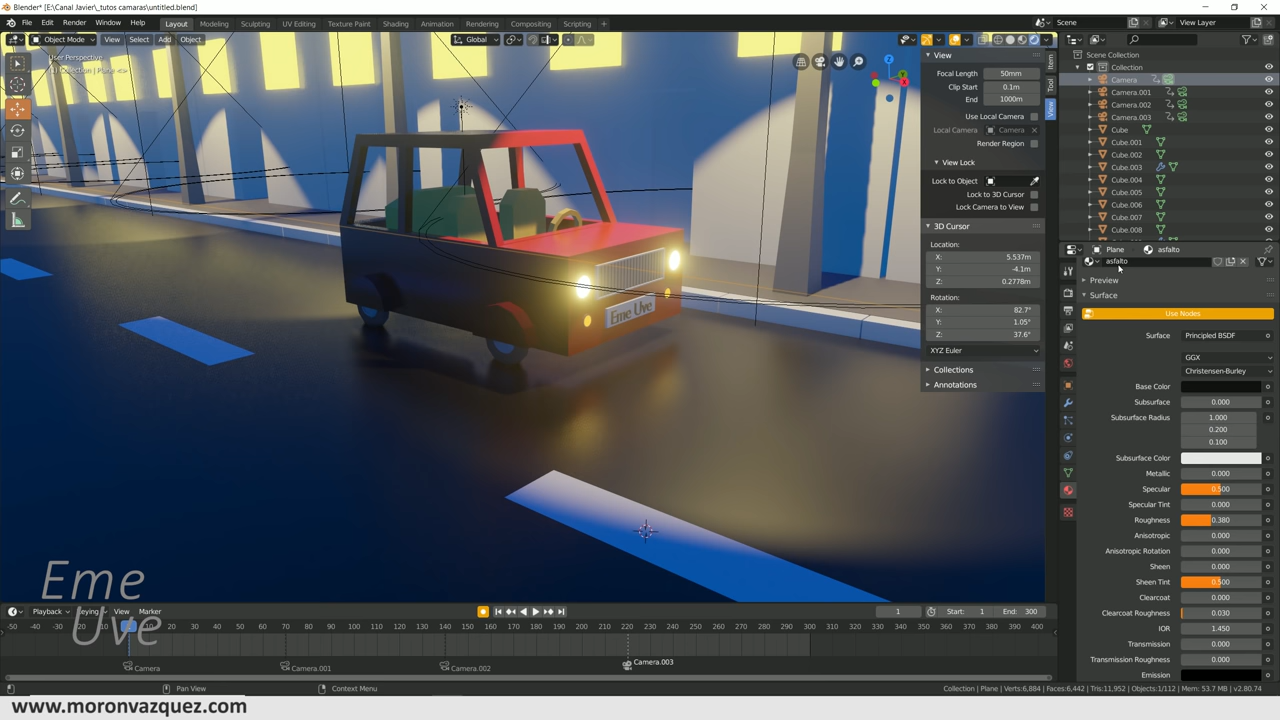 Blender* [E:\Canal Javier\_tutos camaras\untitled.blend]
File Edit Render Window Help Layout Modeling Sculpting UV Editing Texture Paint Shading Animation Rendering Compositing Scripting Scene View Layer
Object Mode View Select Add Object Global
User Perspective
View
Focal Length 50mm
Clip Start 0.1m
End 1000m
Use Local Camera
Local Camera Camera
Render Region
View Lock
Lock to Object
Lock to 3D Cursor
Lock Camera to View
3D Cursor
Location:
X: 5.537m
Y: -4.1m
Z: 0.2778m
Rotation:
X: 82.7°
Y: 1.05°
Z: 37.6°
XYZ Euler
Collections
Annotations
Item
Tool
View
Scene Collection
Collection
Camera
Camera.001
Camera.002
Camera.003
Cube
Cube.001
Cube.002
Cube.003
Cube.004
Cube.005
Cube.006
Cube.007
Cube.008
Plane asfalto
asfalto
Preview
Surface
Use Nodes
Surface Principled BSDF
GGX
Christensen-Burley
Base Color
Subsurface 0.000
Subsurface Radius 1.000
0.200
0.100
Subsurface Color
Metallic 0.000
Specular 0.500
Specular Tint 0.000
Roughness 0.380
Anisotropic 0.000
Anisotropic Rotation 0.000
Sheen 0.000
Sheen Tint 0.500
Clearcoat 0.000
Clearcoat Roughness 0.030
IOR 1.450
Transmission 0.000
Transmission Roughness 0.000
Emission
Eme Uve
Eme
Uve
Playback Keying View Marker 1 Start: 1 End: 300
-50 -40 -30 -20 -10 10 20 30 40 50 60 70 80 90 100 110 120 130 140 150 160 170 180 190 200 210 220 230 240 250 260 270 280 290 300 310 320 330 340 350 360 370 380 390 400
Camera Camera.001 Camera.002 Camera.003
Pan View Context Menu Collection | Plane | Verts:6,884 | Faces:6,442 | Tris:11,952 | Objects:1/112 | Mem: 53.7 MB | v2.80.74
www.moronvazquez.com